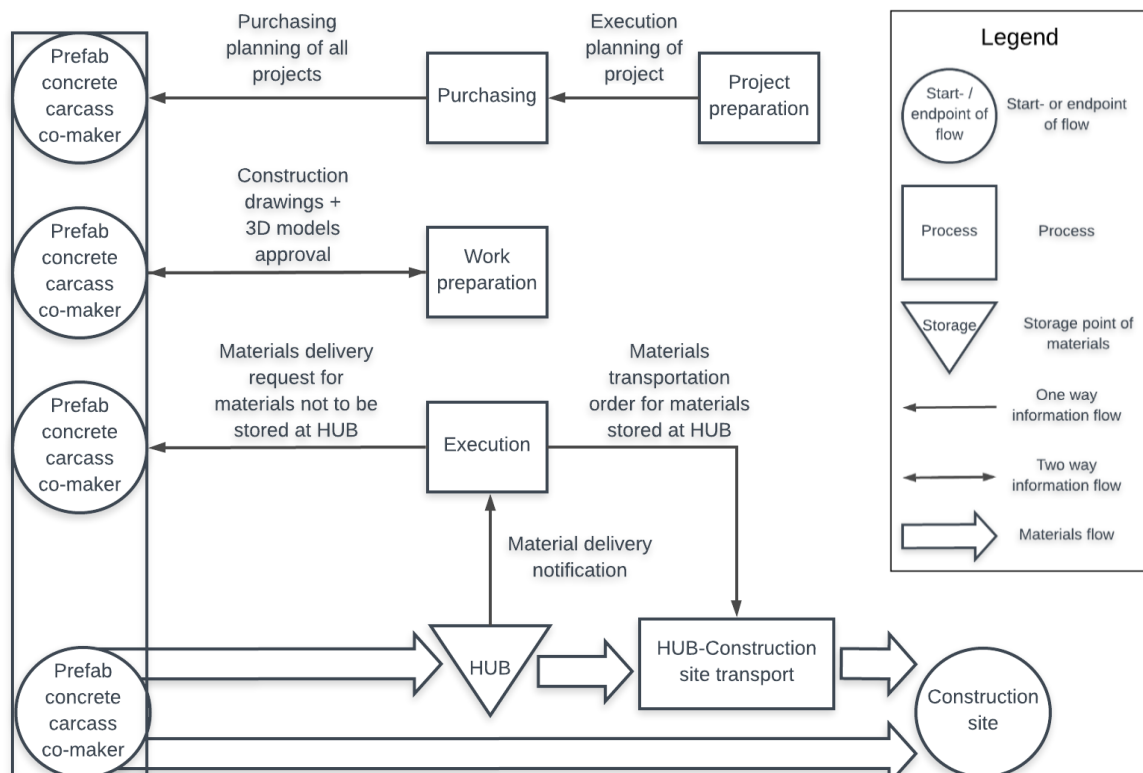 Prefab
concrete
carcass
co-maker
Purchasing
planning of all
projects
Purchasing
Execution
planning of
project
Project
preparation
Prefab
concrete
carcass
co-maker
Construction
drawings +
3D models
approval
Work
preparation
Prefab
concrete
carcass
co-maker
Materials delivery
request for
materials not to be
stored at HUB
Execution
Materials
transportation
order for materials
stored at HUB
Material delivery
notification
Prefab
concrete
carcass
co-maker
HUB
HUB-Construction
site transport
Construction
site
Legend
Start- /
endpoint of
flow
Start- or endpoint
of flow
Process
Process
Storage
Storage point of
materials
One way
information flow
Two way
information flow
Materials flow